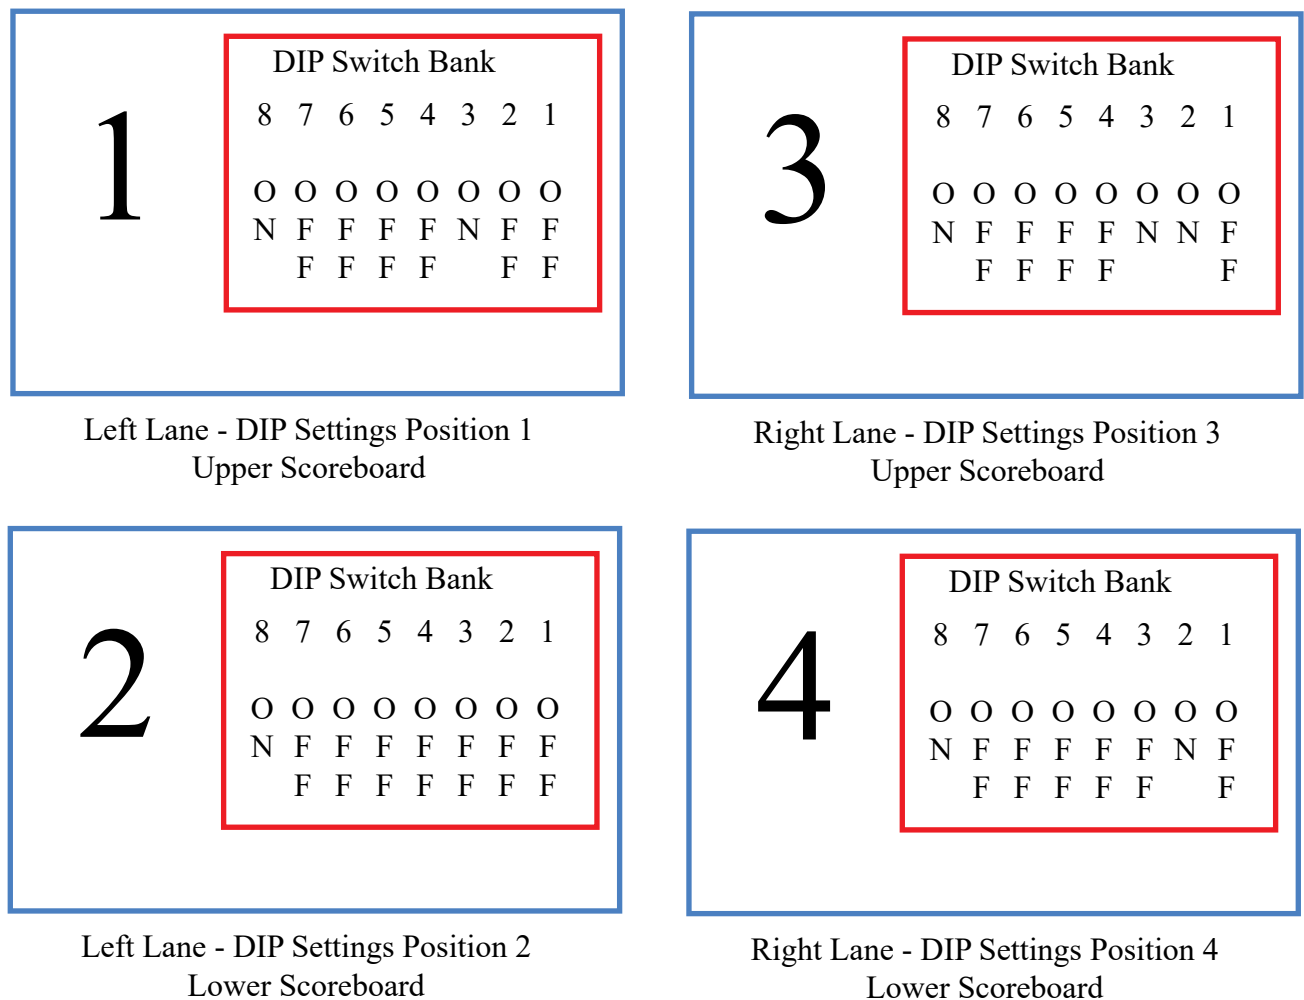 1
DIP Switch Bank
8 7 6 5 4 3 2 1
O O O O O O O O
N F F F F N F F
F F F F F F
Left Lane - DIP Settings Position 1
Upper Scoreboard
3
DIP Switch Bank
8 7 6 5 4 3 2 1
O O O O O O O O
N F F F F N N F
F F F F F
Right Lane - DIP Settings Position 3
Upper Scoreboard
2
DIP Switch Bank
8 7 6 5 4 3 2 1
O O O O O O O O
N F F F F F F F
F F F F F F F
Left Lane - DIP Settings Position 2
Lower Scoreboard
4
DIP Switch Bank
8 7 6 5 4 3 2 1
O O O O O O O O
N F F F F F N F
F F F F F F
Right Lane - DIP Settings Position 4
Lower Scoreboard